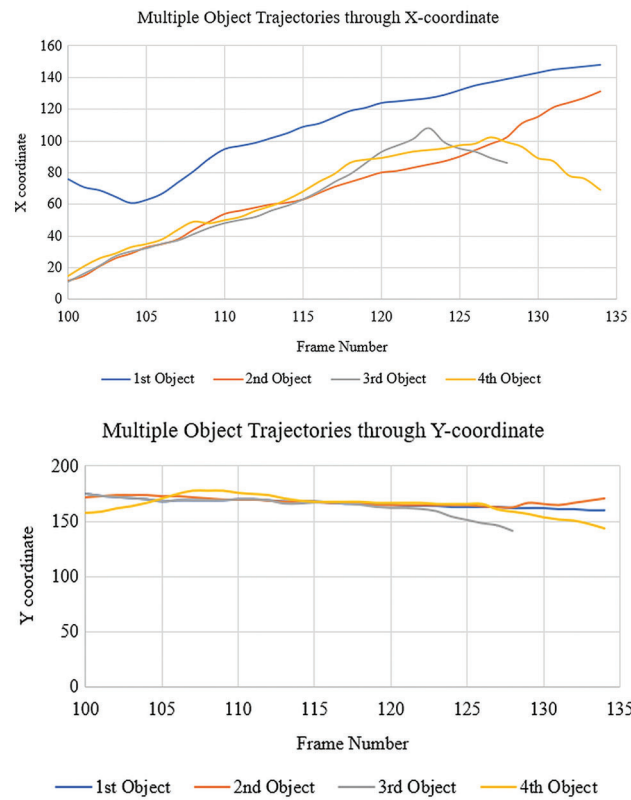 Multiple Object Trajectories through X-coordinate
160
140
120
100
80
60
40
20
0
X coordinate
100 105 110 115 120 125 130 135
Frame Number
1st Object 2nd Object 3rd Object 4th Object
Multiple Object Trajectories through Y-coordinate
200
150
100
50
0
Y coordinate
100 105 110 115 120 125 130 135
Frame Number
1st Object 2nd Object 3rd Object 4th Object